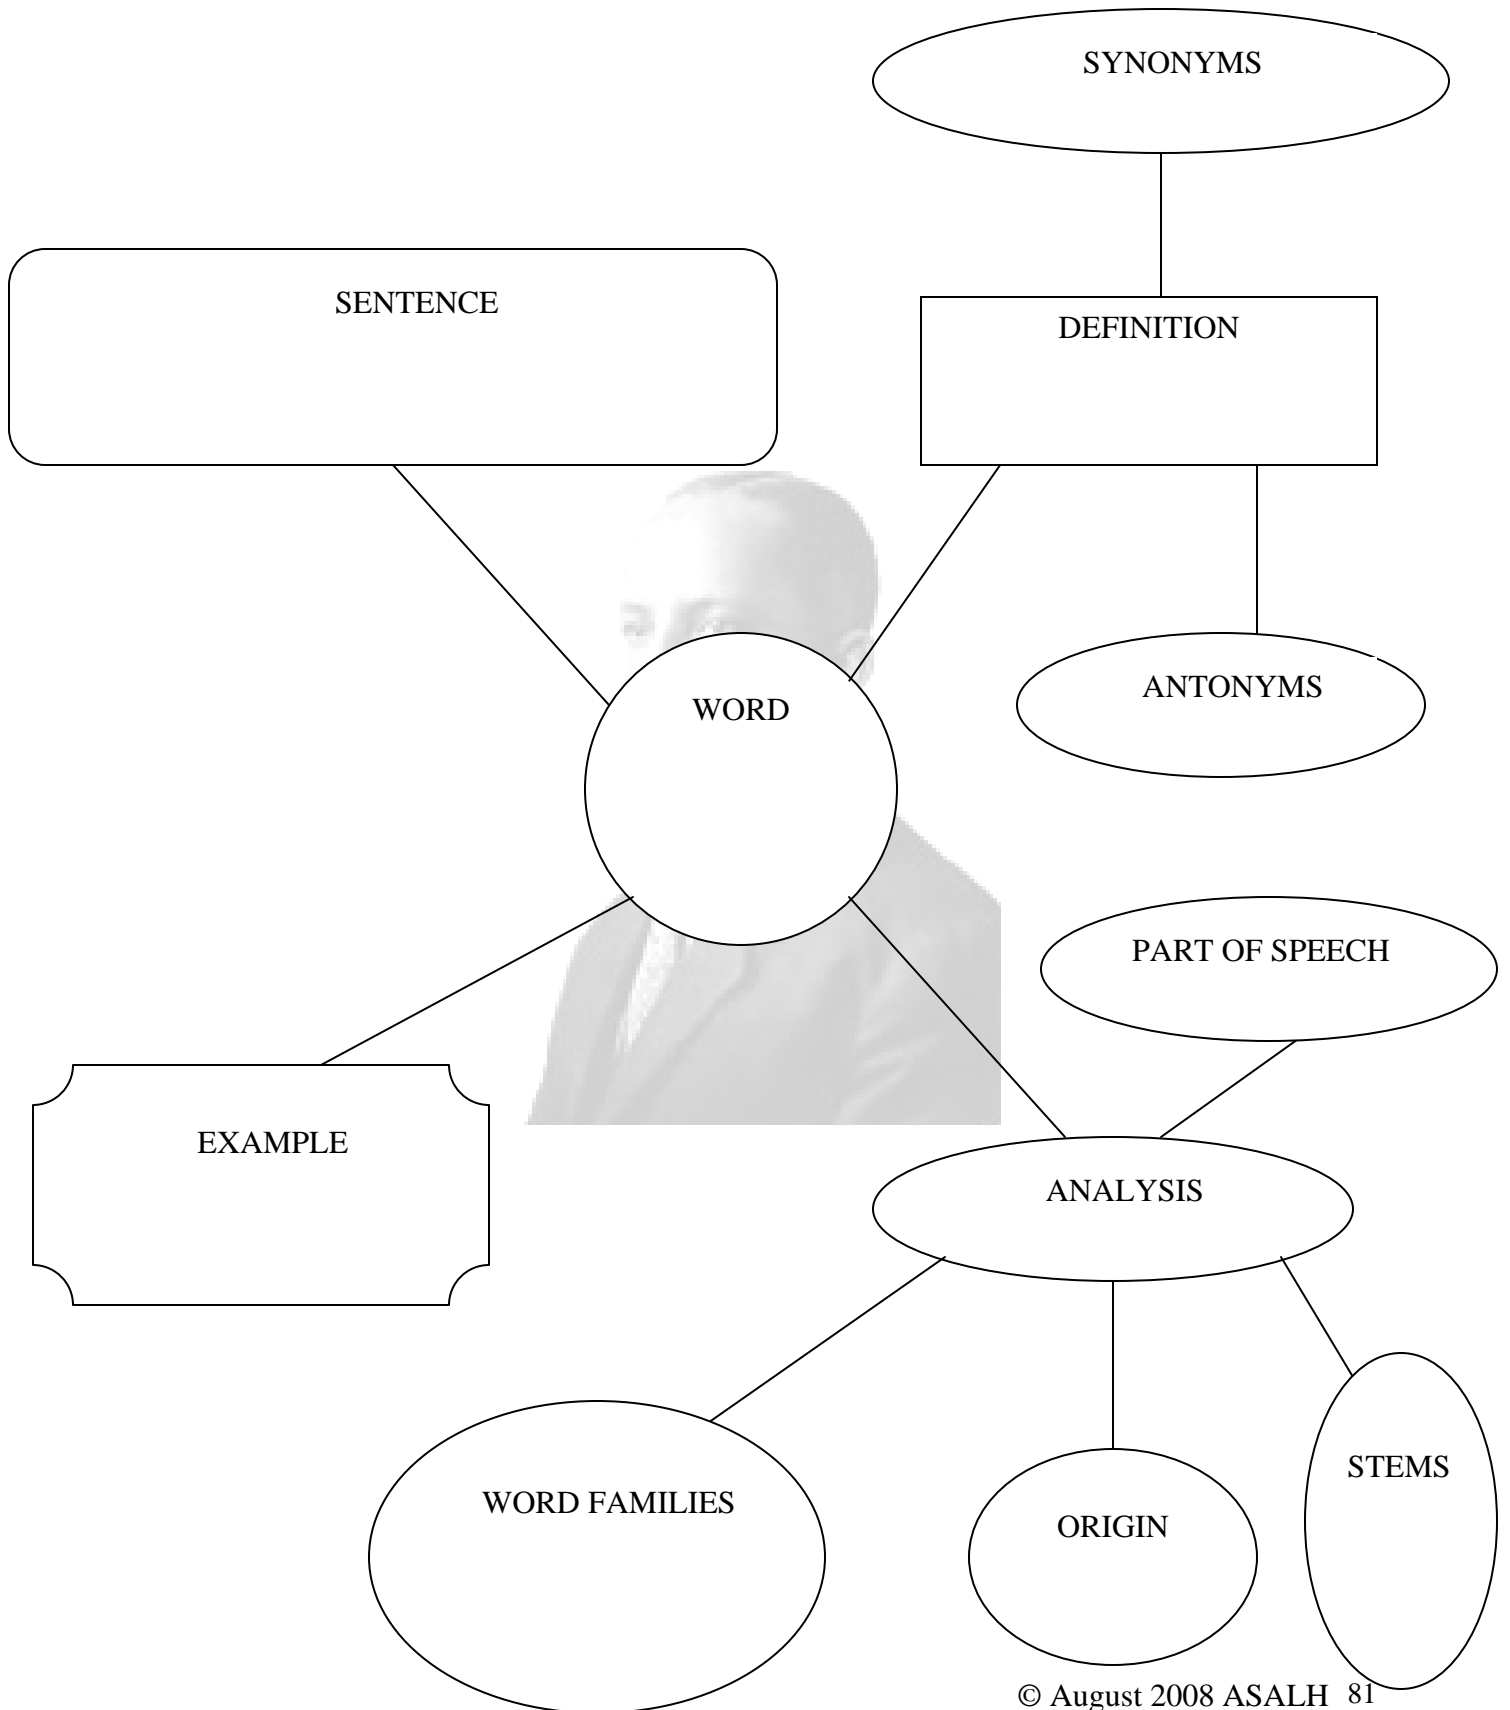 SYNONYMS
SENTENCE
DEFINITION
ANTONYMS
WORD
PART OF SPEECH
EXAMPLE
ANALYSIS
WORD FAMILIES
ORIGIN
STEMS
© August 2008 ASALH 81